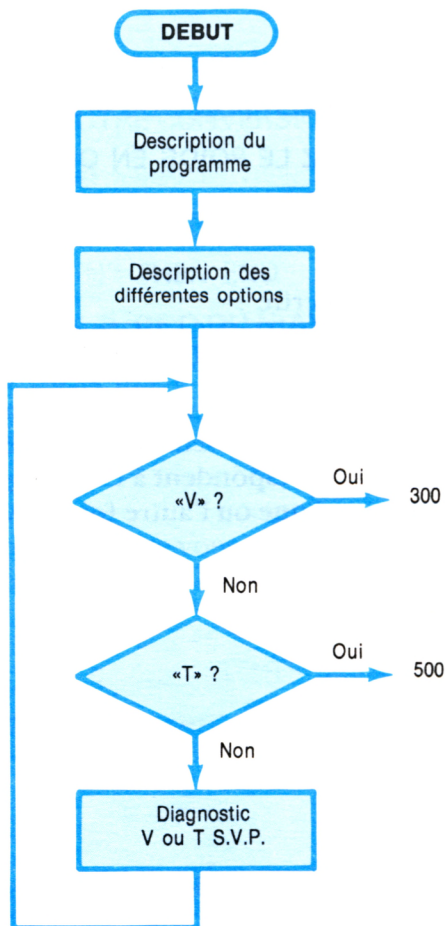 DEBUT
Description du
programme
Description des
différentes options
«V» ?
Oui
300
Non
«T» ?
Oui
500
Non
Diagnostic
V ou T S.V.P.